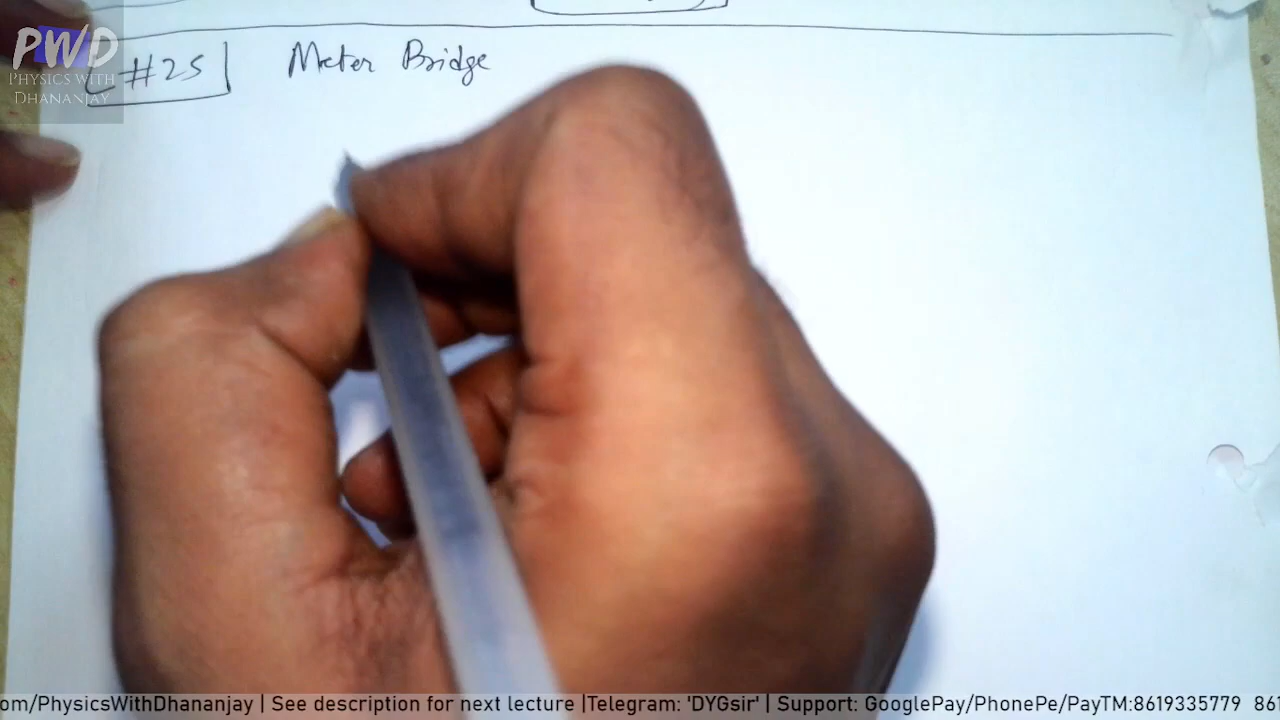 PWD
PHYSICS WITH
DHANANJAY
L #25 Meter Bridge
om/PhysicsWithDhananjay | See description for next lecture |Telegram: 'DYGsir' | Support: GooglePay/PhonePe/PayTM:8619335779 86